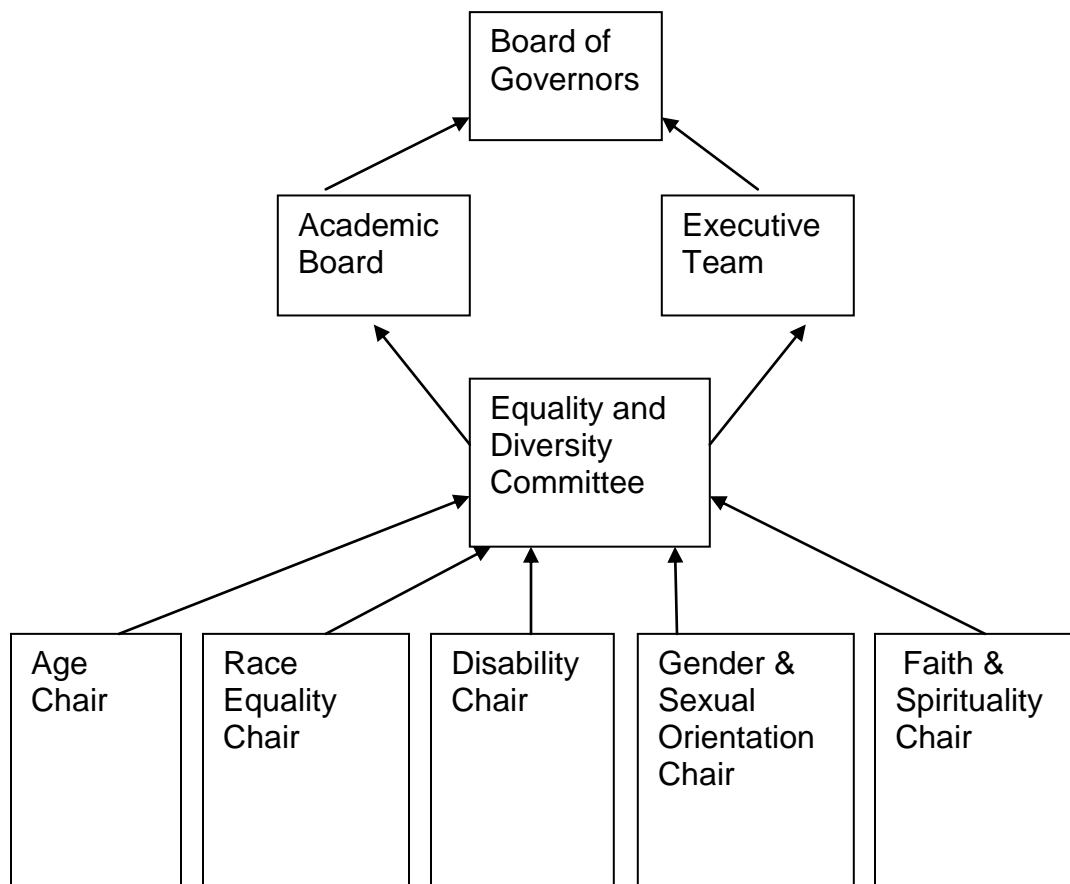 Board of
Governors
Academic
Board
Executive
Team
Equality and
Diversity
Committee
Age
Chair
Race
Equality
Chair
Disability
Chair
Gender &
Sexual
Orientation
Chair
Faith &
Spirituality
Chair